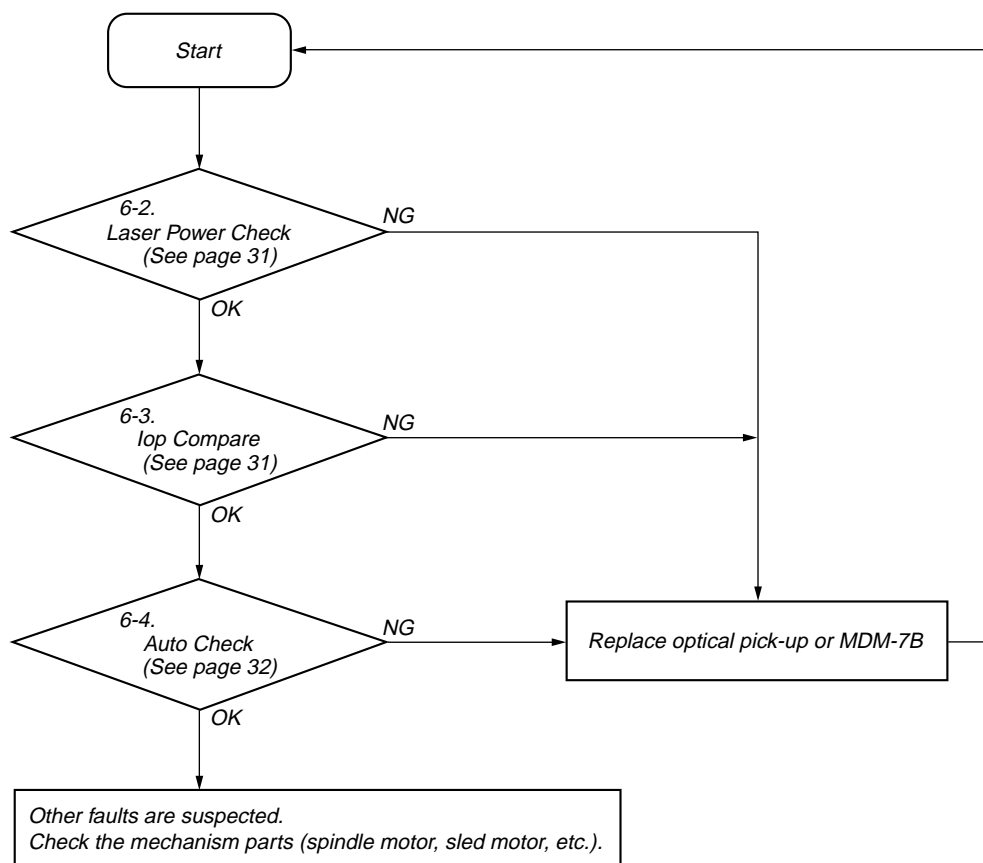 Start
6-2.
Laser Power Check
(See page 31)
NG
OK
6-3.
Iop Compare
(See page 31)
NG
OK
6-4.
Auto Check
(See page 32)
NG
OK
Replace optical pick-up or MDM-7B
Other faults are suspected.
Check the mechanism parts (spindle motor, sled motor, etc.).